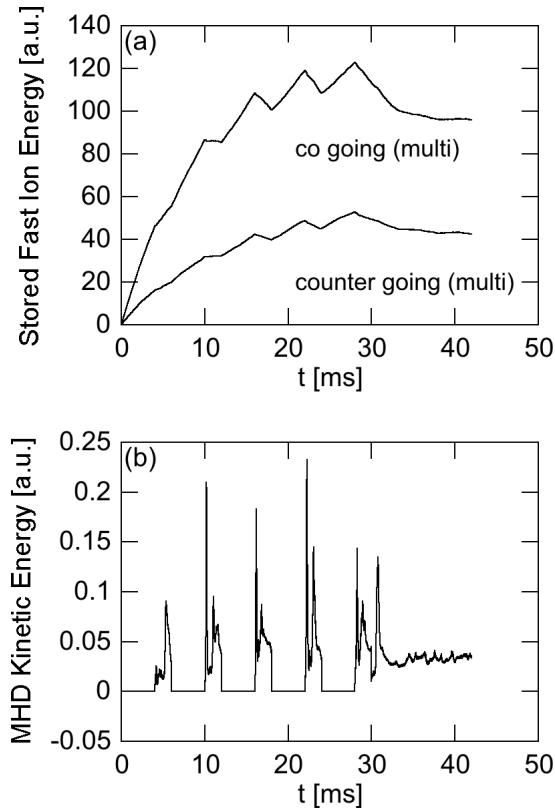 (a)
Stored Fast Ion Energy [a.u.]
140
120
100
80
60
40
20
0
co going (multi)
counter going (multi)
0 10 20 30 40 50
t [ms]
(b)
MHD Kinetic Energy [a.u.]
0.25
0.2
0.15
0.1
0.05
0
-0.05
0 10 20 30 40 50
t [ms]